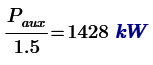 P_aux / 1.5 = 1428 kW